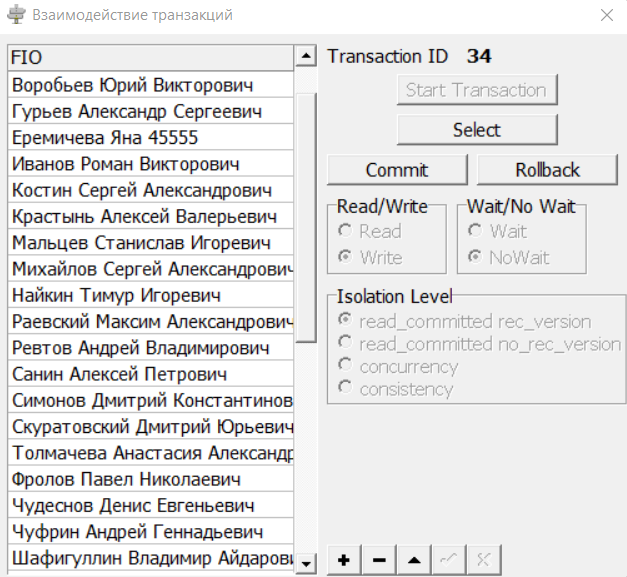 Взаимодействие транзакций
FIO
Воробьев Юрий Викторович
Гурьев Александр Сергеевич
Еремичева Яна 45555
Иванов Роман Викторович
Костин Сергей Александрович
Крастынь Алексей Валерьевич
Мальцев Станислав Игоревич
Михайлов Сергей Александрович
Найкин Тимур Игоревич
Раевский Максим Александрович
Ревтов Андрей Владимирович
Санин Алексей Петрович
Симонов Дмитрий Константинов
Скуратовский Дмитрий Юрьевич
Толмачева Анастасия Александр
Фролов Павел Николаевич
Чудеснов Денис Евгеньевич
Чуфрин Андрей Геннадьевич
Шафигуллин Владимир Айдарови
Transaction ID 34
Start Transaction
Select
Commit Rollback
Read/Write Wait/No Wait
Read Wait
Write NoWait
Isolation Level
read_committed rec_version
read_committed no_rec_version
concurrency
consistency